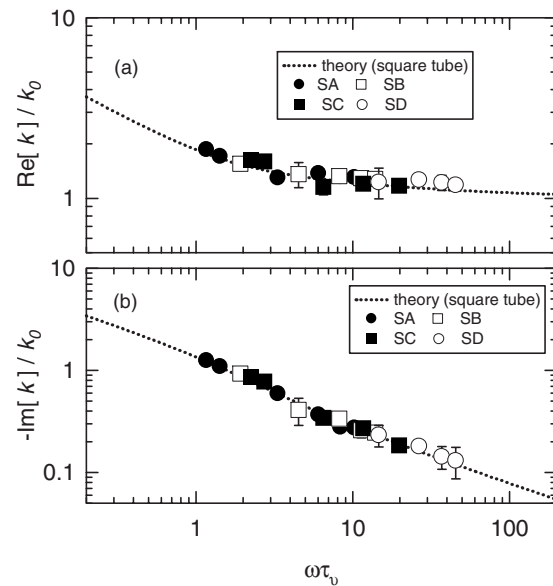 10
(a)
theory (square tube)
SA SB
SC SD
1
Re[ k ] / k0
10
(b)
theory (square tube)
SA SB
SC SD
1
0.1
-Im[ k ] / k0
1 10 100
ωτυ